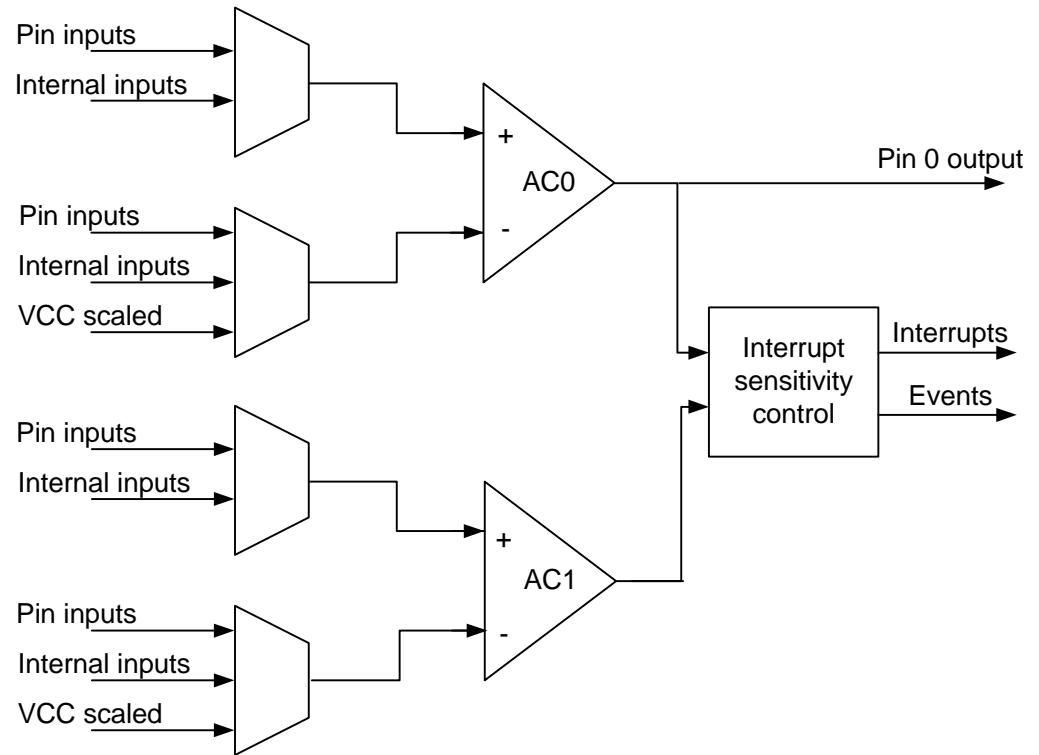 Pin inputs
Internal inputs
+
AC0
-
Pin 0 output
Pin inputs
Internal inputs
VCC scaled
Interrupt
sensitivity
control
Interrupts
Events
Pin inputs
Internal inputs
+
AC1
-
Pin inputs
Internal inputs
VCC scaled